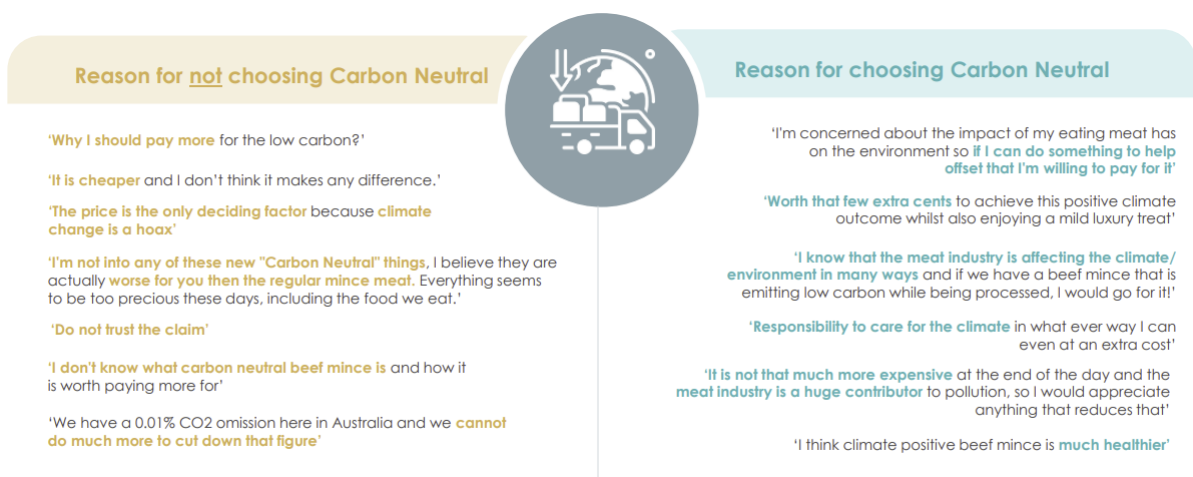 Reason for not choosing Carbon Neutral
'Why I should pay more for the low carbon?'
'It is cheaper and I don't think it makes any difference.'
'The price is the only deciding factor because climate
change is a hoax'
'I'm not into any of these new "Carbon Neutral" things, I believe they are
actually worse for you then the regular mince meat. Everything seems
to be too precious these days, including the food we eat.'
'Do not trust the claim'
'I don't know what carbon neutral beef mince is and how it
is worth paying more for'
'We have a 0.01% CO2 omission here in Australia and we cannot
do much more to cut down that figure'
Reason for choosing Carbon Neutral
'I'm concerned about the impact of my eating meat has
on the environment so if I can do something to help
offset that I'm willing to pay for it'
'Worth that few extra cents to achieve this positive climate
outcome whilst also enjoying a mild luxury treat'
'I know that the meat industry is affecting the climate/
environment in many ways and if we have a beef mince that is
emitting low carbon while being processed, I would go for it!'
'Responsibility to care for the climate in what ever way I can
even at an extra cost'
'It is not that much more expensive at the end of the day and the
meat industry is a huge contributor to pollution, so I would appreciate
anything that reduces that'
'I think climate positive beef mince is much healthier'